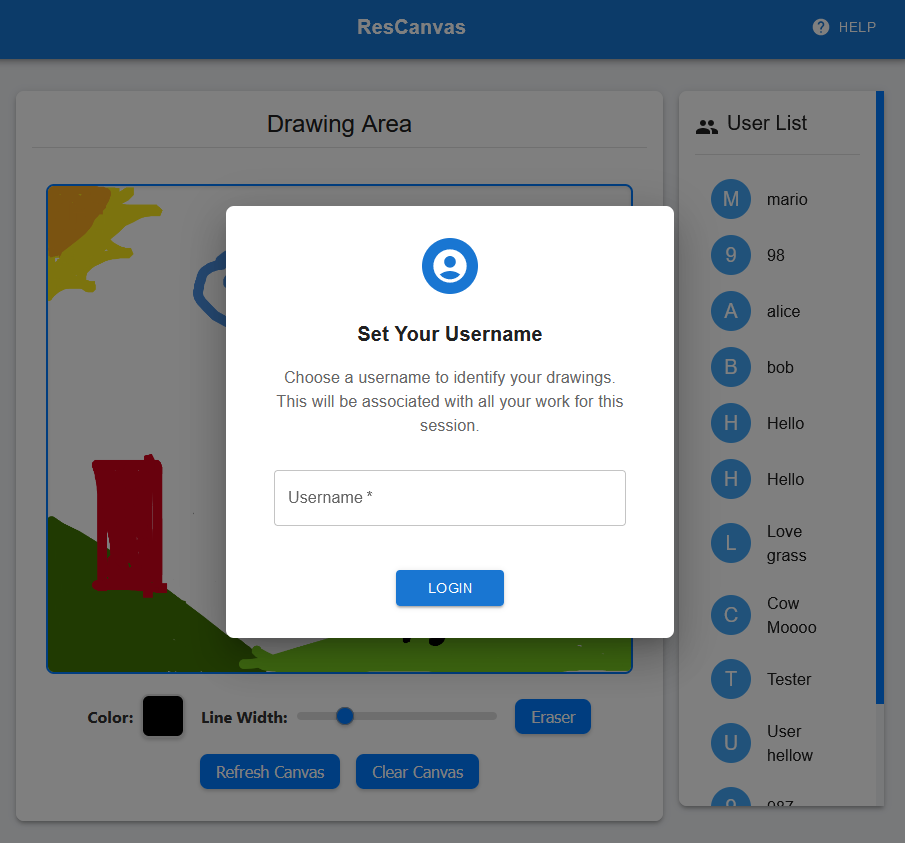 ResCanvas
HELP
Drawing Area
User List
M mario
9 98
A alice
B bob
H Hello
H Hello
L Love
grass
C Cow
Moooo
T Tester
U User
hellow
9 987
Set Your Username
Choose a username to identify your drawings.
This will be associated with all your work for this
session.
Username *
LOGIN
Color:
Line Width:
Eraser
Refresh Canvas
Clear Canvas